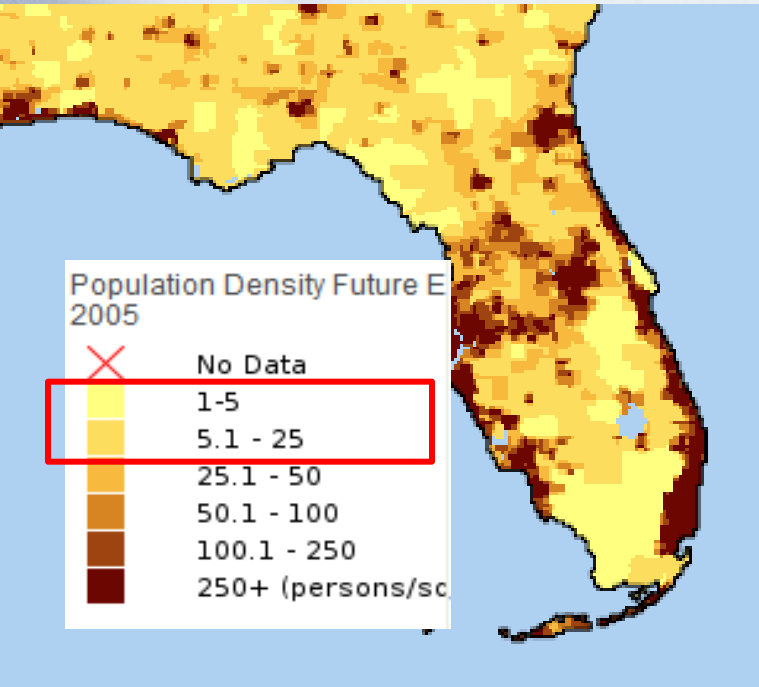 Population Density Future E
2005
No Data
1-5
5.1 - 25
25.1 - 50
50.1 - 100
100.1 - 250
250+ (persons/sc